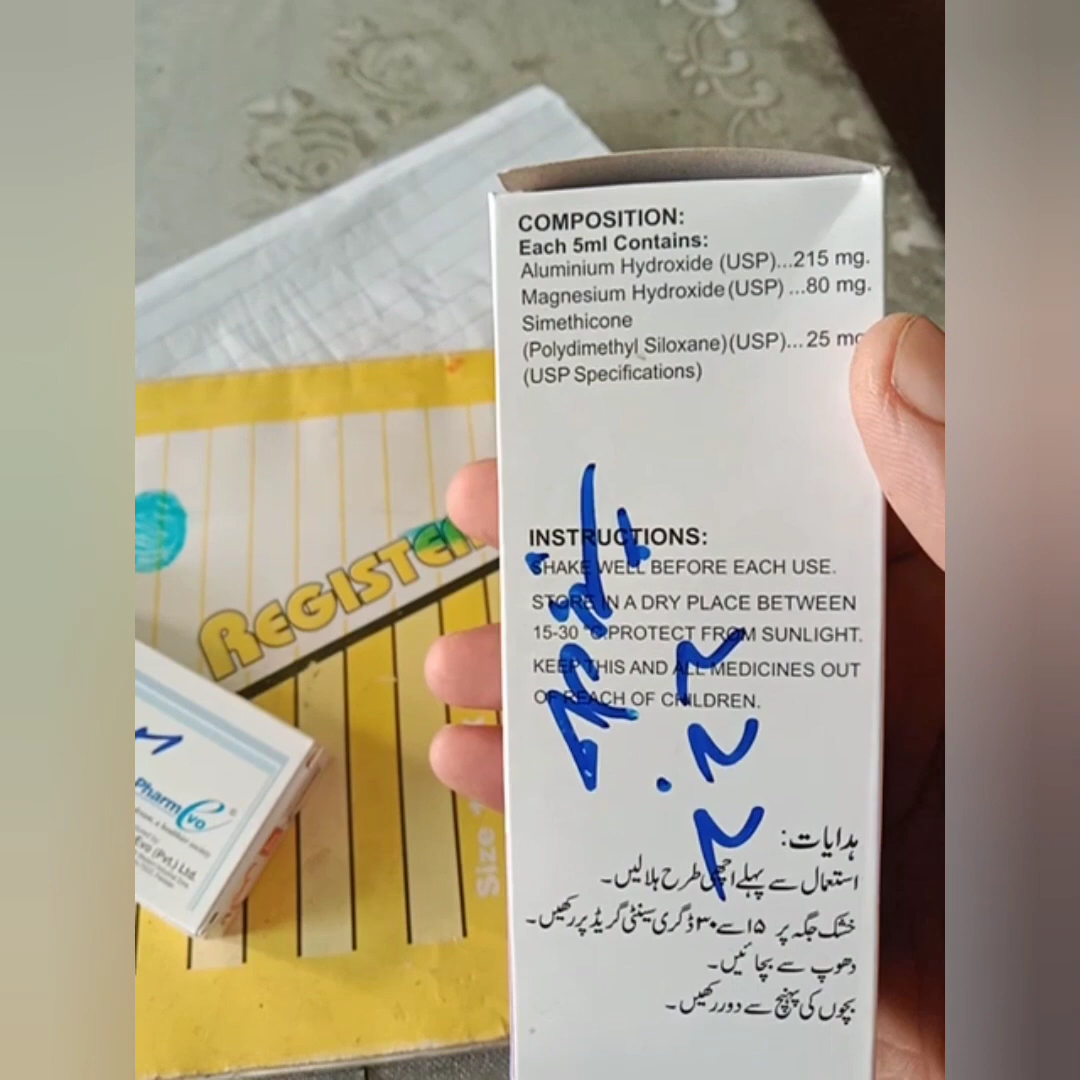 COMPOSITION:
Each 5ml Contains:
Aluminium Hydroxide (USP)...215 mg.
Magnesium Hydroxide (USP) ...80 mg.
Simethicone
(Polydimethyl Siloxane) (USP)...25 mg
(USP Specifications)
INSTRUCTIONS:
SHAKE WELL BEFORE EACH USE.
STORE IN A DRY PLACE BETWEEN
15-30 °C.PROTECT FROM SUNLIGHT.
KEEP THIS AND ALL MEDICINES OUT
OF REACH OF CHILDREN.
ہدایات:
استعمال سے پہلے اچھی طرح ہلالیں۔
خشک جگہ پر ۱۵ سے ۳۰ ڈگری سینٹی گریڈ پر رکھیں۔
دھوپ سے بچائیں۔
بچوں کی پہنچ سے دور رکھیں۔
REGISTER
Size
PharmEvo
Evo (Pvt.) Ltd.